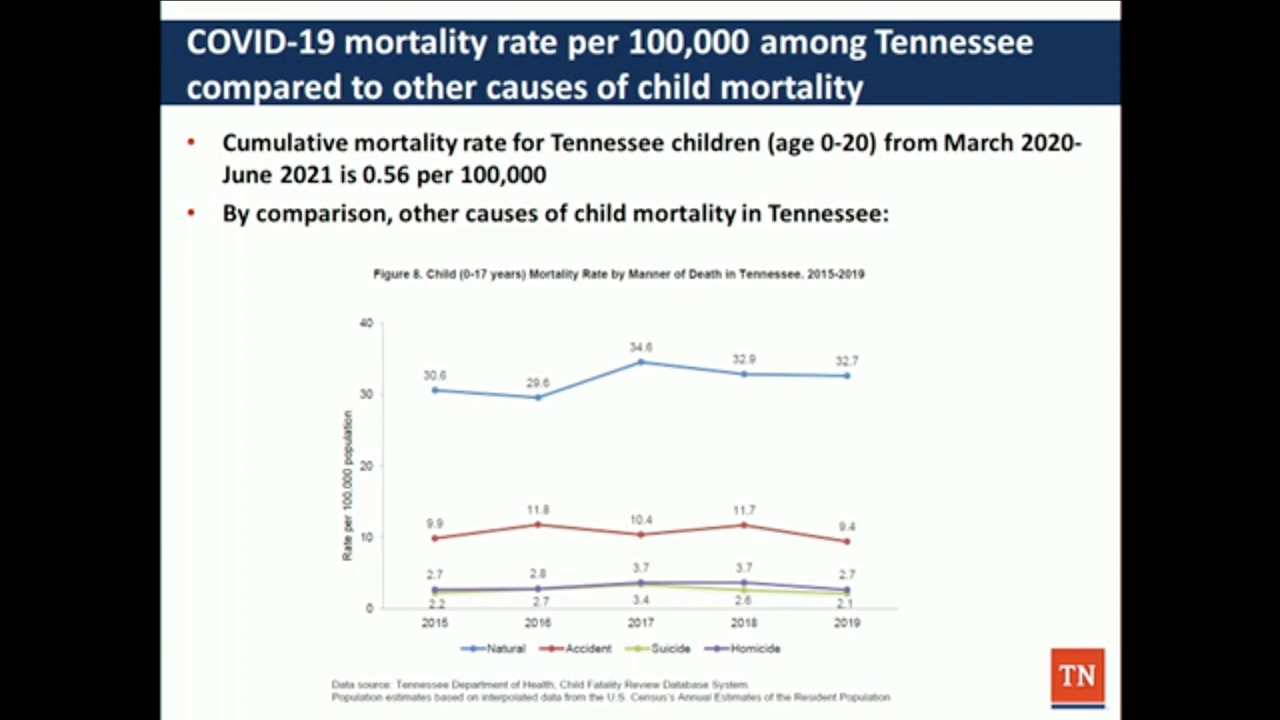 COVID-19 mortality rate per 100,000 among Tennessee
compared to other causes of child mortality
• Cumulative mortality rate for Tennessee children (age 0-20) from March 2020-
June 2021 is 0.56 per 100,000
• By comparison, other causes of child mortality in Tennessee:
Figure 8. Child (0-17 years) Mortality Rate by Manner of Death in Tennessee. 2015-2019
Rate per 100,000 population
40
30
20
10
0
30.6 29.6 34.6 32.9 32.7
9.9 11.8 10.4 11.7 9.4
2.7 2.8 3.7 3.7 2.7
2.2 2.7 3.4 2.6 2.1
2015 2016 2017 2018 2019
Natural Accident Suicide Homicide
Data source: Tennessee Department of Health, Child Fatality Review Database System.
Population estimates based on interpolated data from the U.S. Census's Annual Estimates of the Resident Population
TN